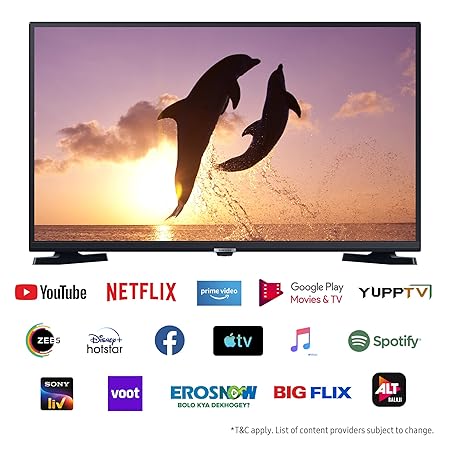 YouTube NETFLIX prime video Google Play Movies & TV YUPPTV
ZEE5 Disney+ hotstar f tv Spotify
SONY liv voot EROSNOW BOLO KYA DEKHOGEY? BIG FLIX ALT BALAJI
*T&C apply. List of content providers subject to change.